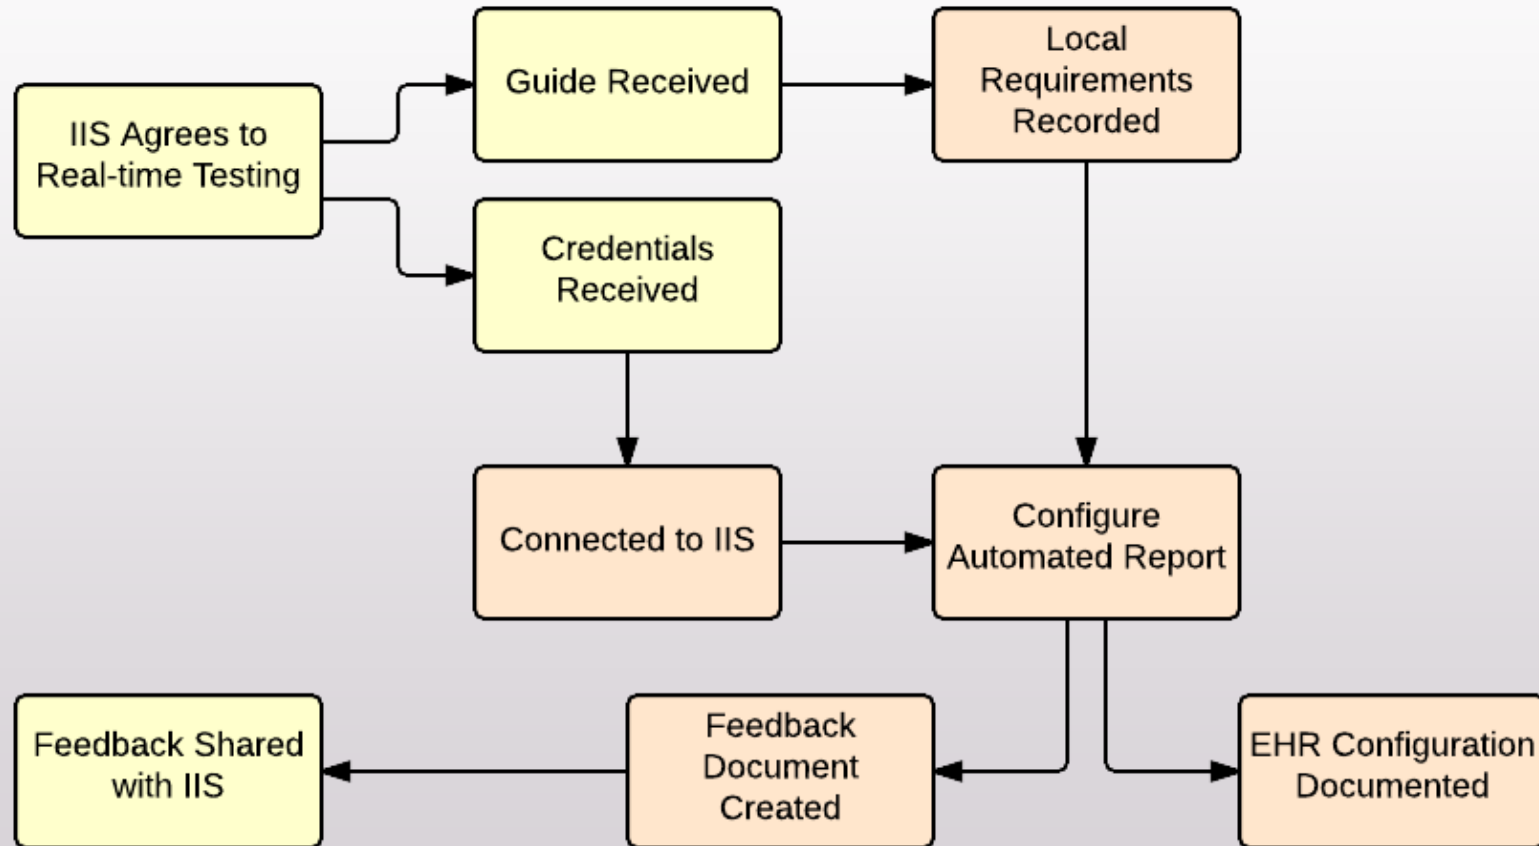 IIS Agrees to
Real-time Testing
Guide Received
Local
Requirements
Recorded
Credentials
Received
Connected to IIS
Configure
Automated Report
Feedback Shared
with IIS
Feedback
Document
Created
EHR Configuration
Documented